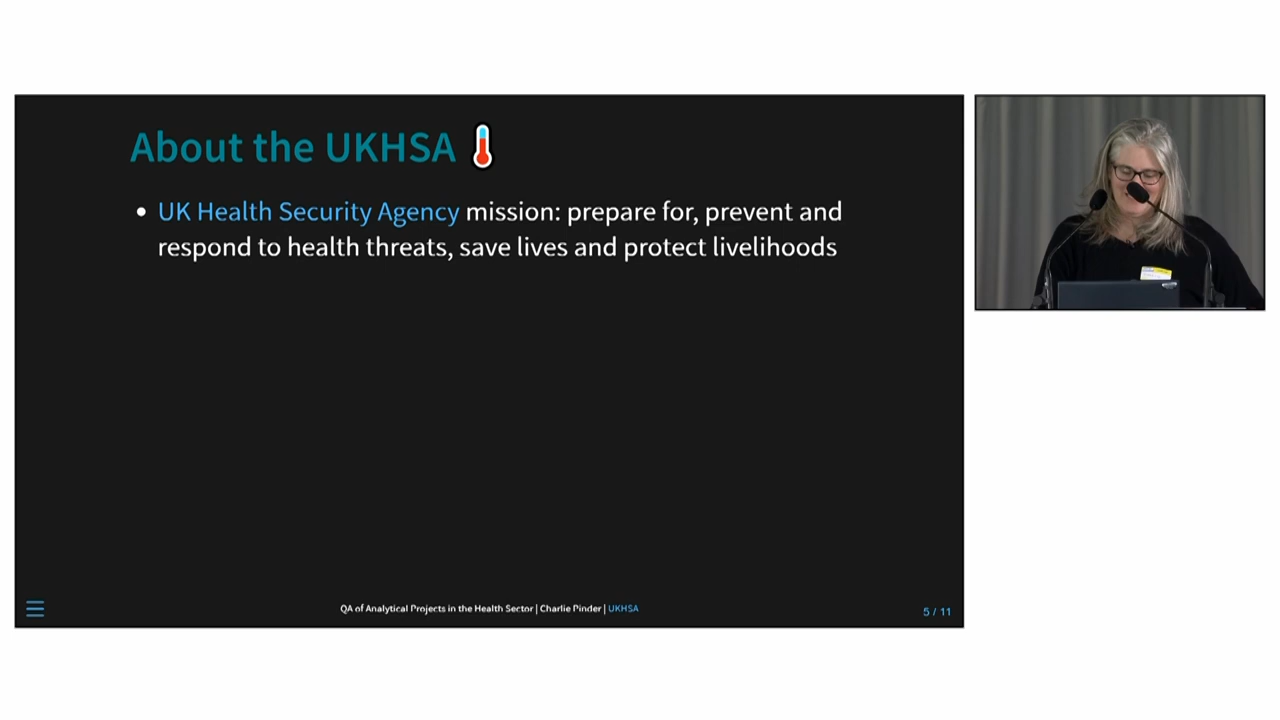 About the UKHSA
UK Health Security Agency mission: prepare for, prevent and
respond to health threats, save lives and protect livelihoods
QA of Analytical Projects in the Health Sector | Charlie Pinder | UKHSA
5 / 11